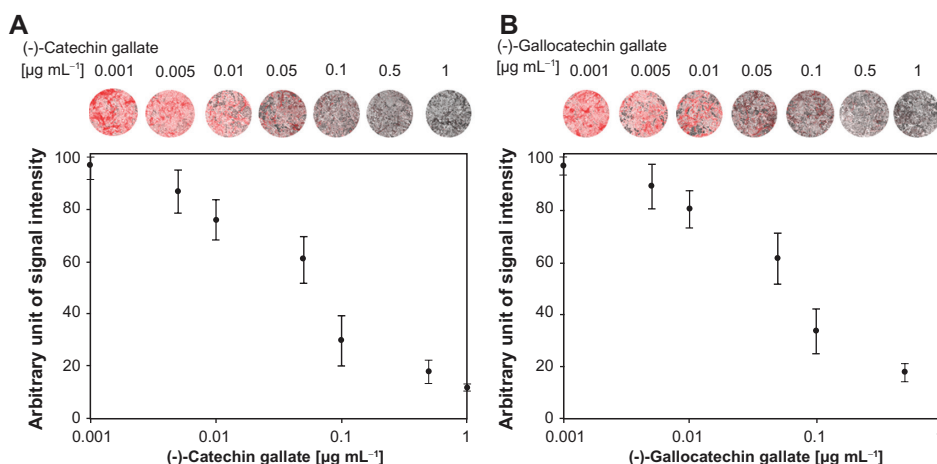 A
(-)-Catechin gallate
[µg mL⁻¹] 0.001 0.005 0.01 0.05 0.1 0.5 1
100
80
60
40
20
0
Arbitrary unit of signal intensity
0.001 0.01 0.1 1
(-)-Catechin gallate [µg mL⁻¹]
B
(-)-Gallocatechin gallate
[µg mL⁻¹] 0.001 0.005 0.01 0.05 0.1 0.5 1
100
80
60
40
20
0
Arbitrary unit of signal intensity
0.001 0.01 0.1 1
(-)-Gallocatechin gallate [µg mL⁻¹]